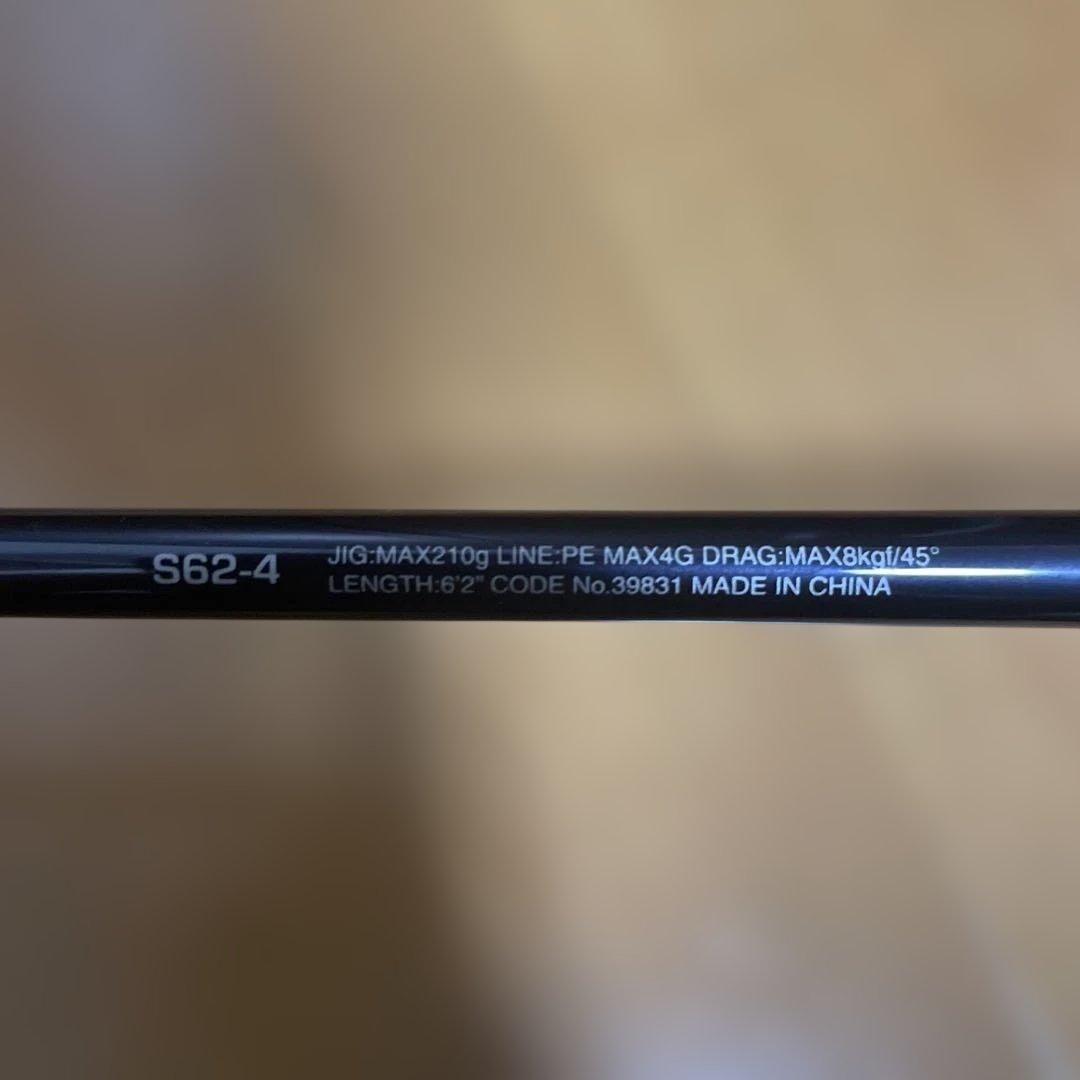 S62-4
JIG:MAX210g LINE:PE MAX4G DRAG:MAX8kgf/45°
LENGTH:6'2" CODE No.39831 MADE IN CHINA